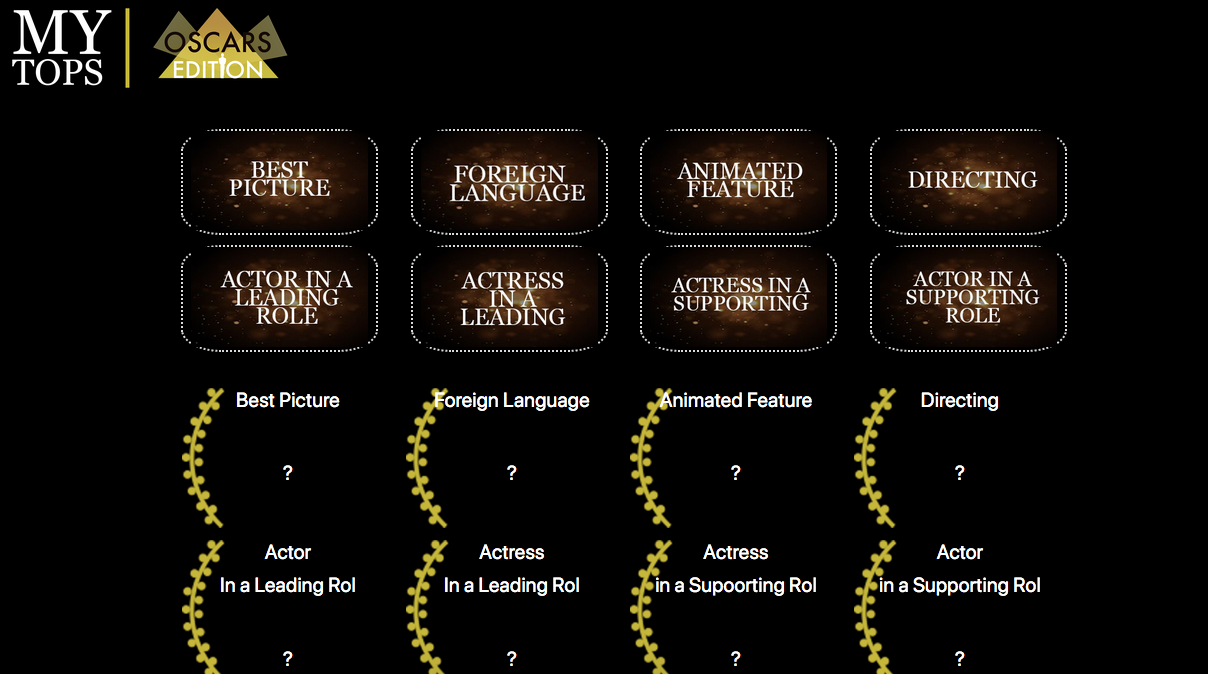 MY
TOPS
OSCARS
EDITION
BEST
PICTURE
FOREIGN
LANGUAGE
ANIMATED
FEATURE
DIRECTING
ACTOR IN A
LEADING
ROLE
ACTRESS
IN A
LEADING
ACTRESS IN A
SUPPORTING
ACTOR IN A
SUPPORTING
ROLE
Best Picture
Foreign Language
Animated Feature
Directing
?
?
?
?
Actor
In a Leading Rol
Actress
In a Leading Rol
Actress
in a Supoorting Rol
Actor
in a Supporting Rol
?
?
?
?